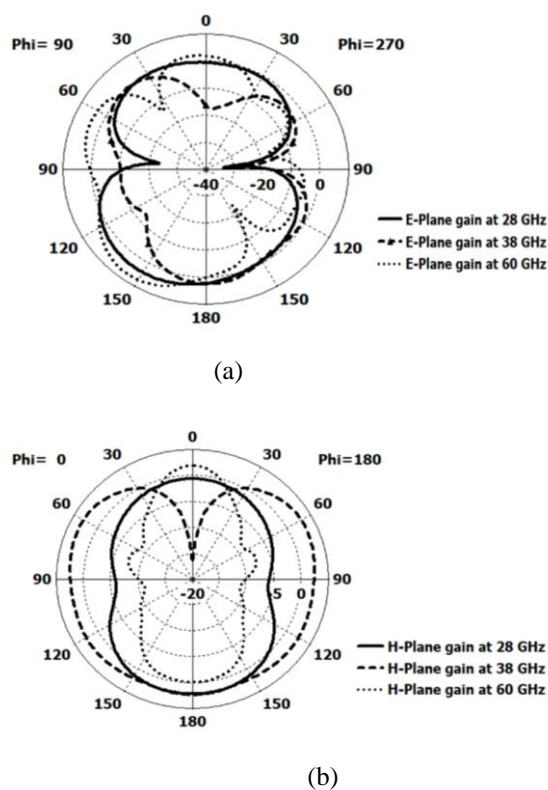 0
30
30
Phi= 90
Phi=270
60
60
90
-40
-20
0
90
E-Plane gain at 28 GHz
E-Plane gain at 38 GHz
E-Plane gain at 60 GHz
120
120
150
150
180
(a)
0
30
30
Phi= 0
Phi=180
60
60
90
-20
-5
0
90
120
120
H-Plane gain at 28 GHz
H-Plane gain at 38 GHz
H-Plane gain at 60 GHz
150
150
180
(b)